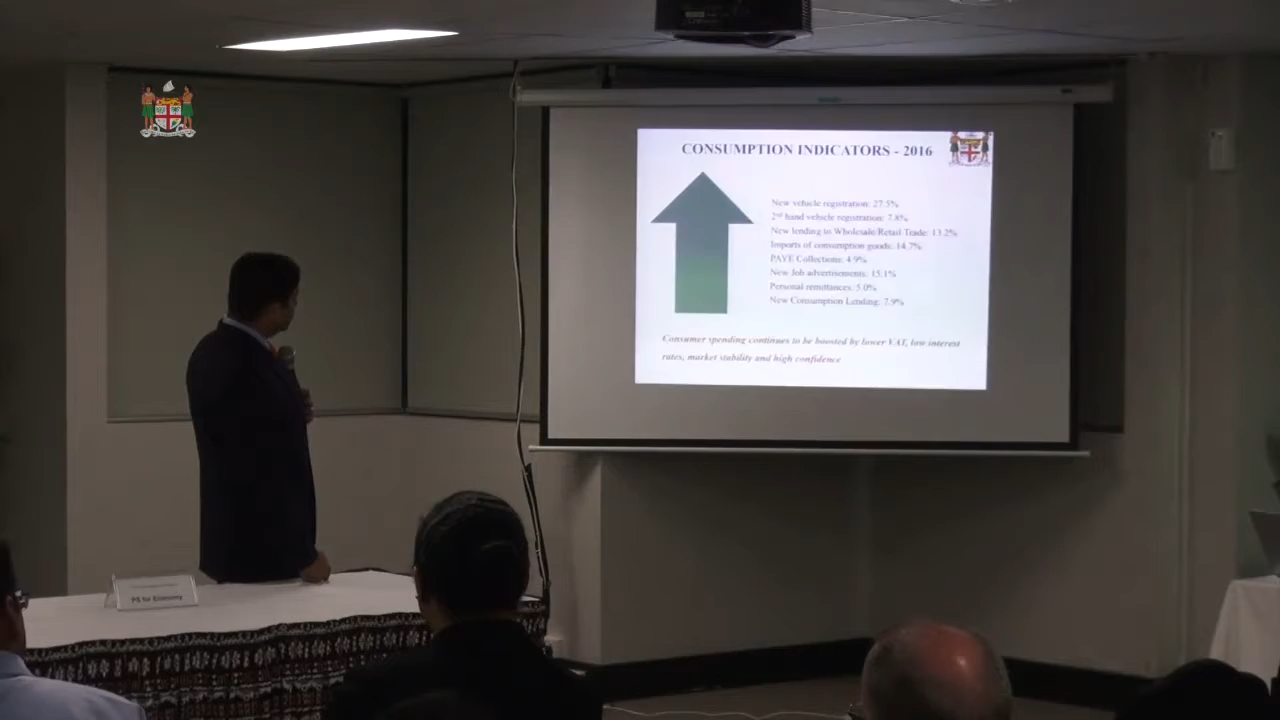 CONSUMPTION INDICATORS - 2016
New vehicle registration: 27.5%
2nd hand vehicle registration: 7.8%
New lending to Wholesale/Retail Trade: 13.2%
Imports of consumption goods: 14.7%
PAYE Collections: 4.9%
New Job advertisements: 15.1%
Personal remittances: 5.0%
New Consumption Lending: 7.9%
Consumer spending continues to be boosted by lower VAT, low interest
rates, market stability and high confidence
PS for Economy